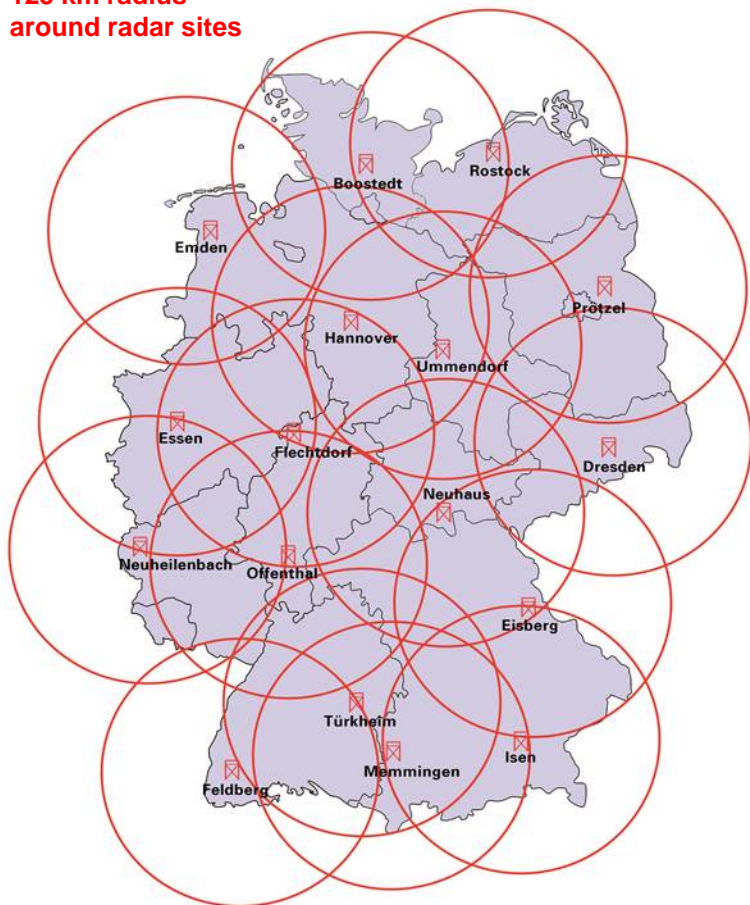 around radar sites
Rostock
Boostedt
Emden
Prötzel
Hannover
Ummendorf
Essen
Flechtdorf
Dresden
Neuhaus
Neuheilenbach
Offenthal
Eisberg
Türkheim
Isen
Memmingen
Feldberg